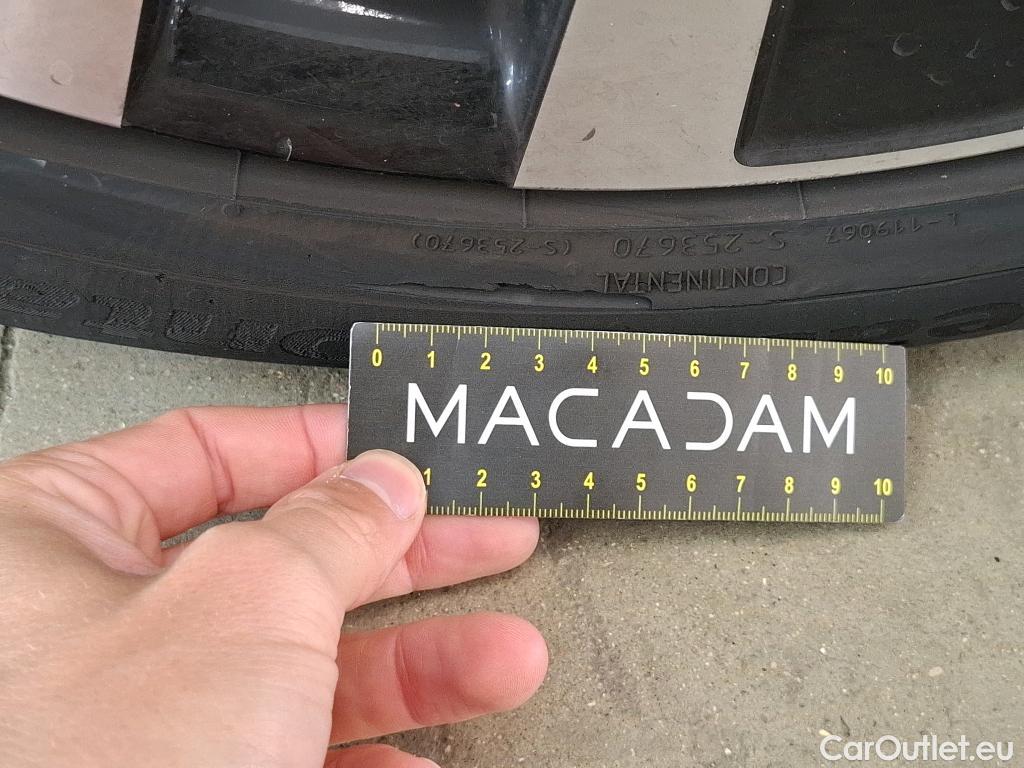 L-119067 S-253670 (S-253670)
CONTINENTAL
0 1 2 3 4 5 6 7 8 9 10
MACADAM
1 2 3 4 5 6 7 8 9 10
CarOutlet.eu